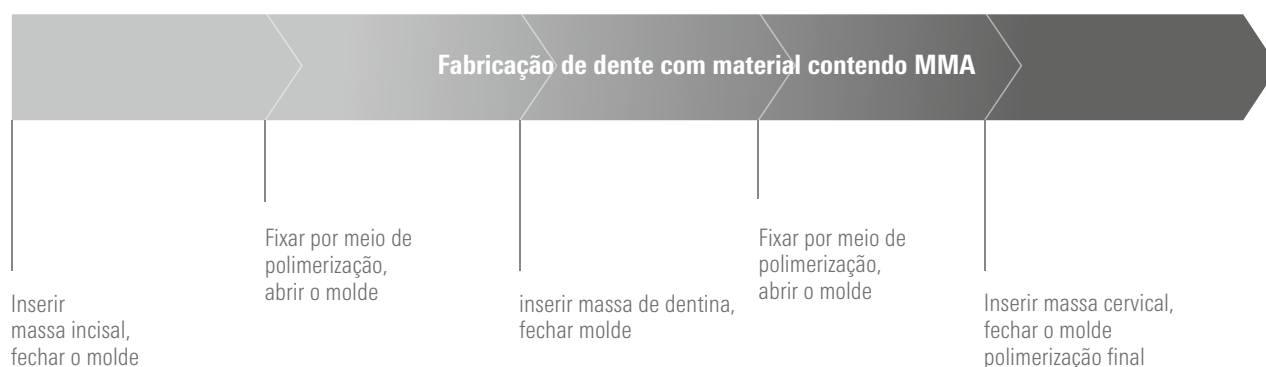 Fabricação de dente com material contendo MMA
Inserir
massa incisal,
fechar o molde
Fixar por meio de
polimerização,
abrir o molde
inserir massa de dentina,
fechar molde
Fixar por meio de
polimerização,
abrir o molde
Inserir massa cervical,
fechar o molde
polimerização final